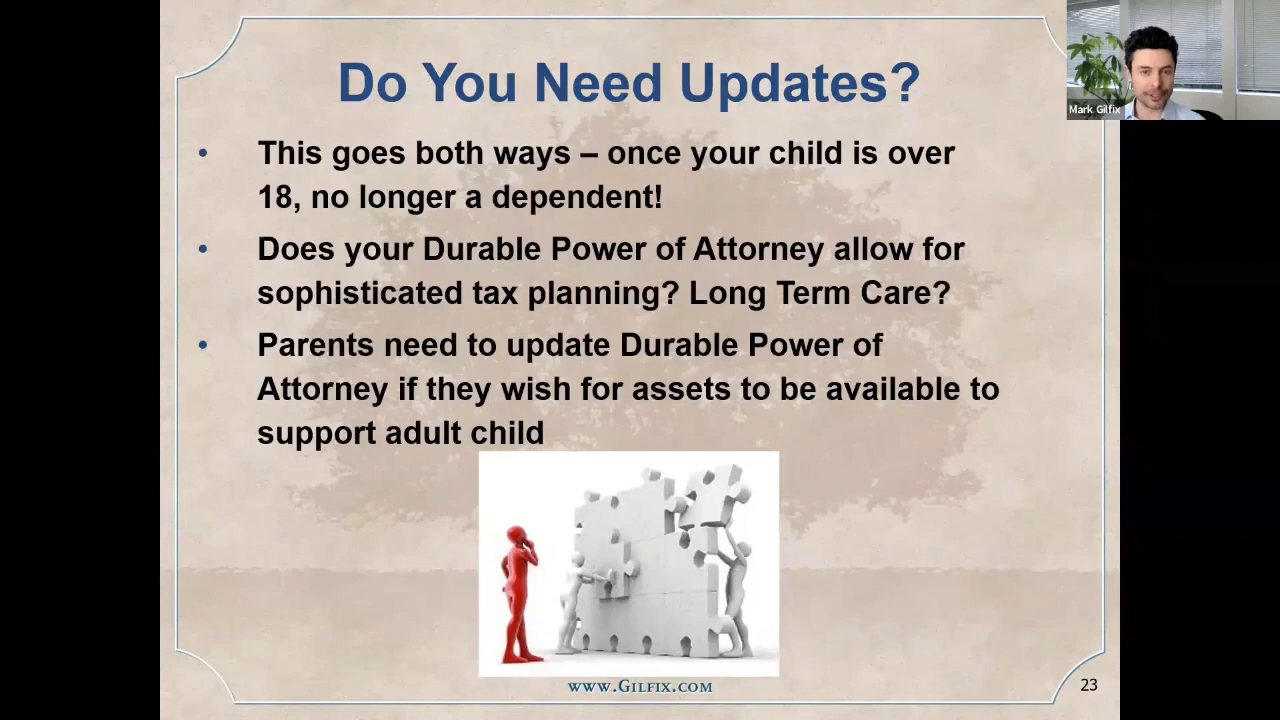 Do You Need Updates?
Mark Gilfix
• This goes both ways – once your child is over
18, no longer a dependent!
• Does your Durable Power of Attorney allow for
sophisticated tax planning? Long Term Care?
• Parents need to update Durable Power of
Attorney if they wish for assets to be available to
support adult child
www.Gilfix.com
23